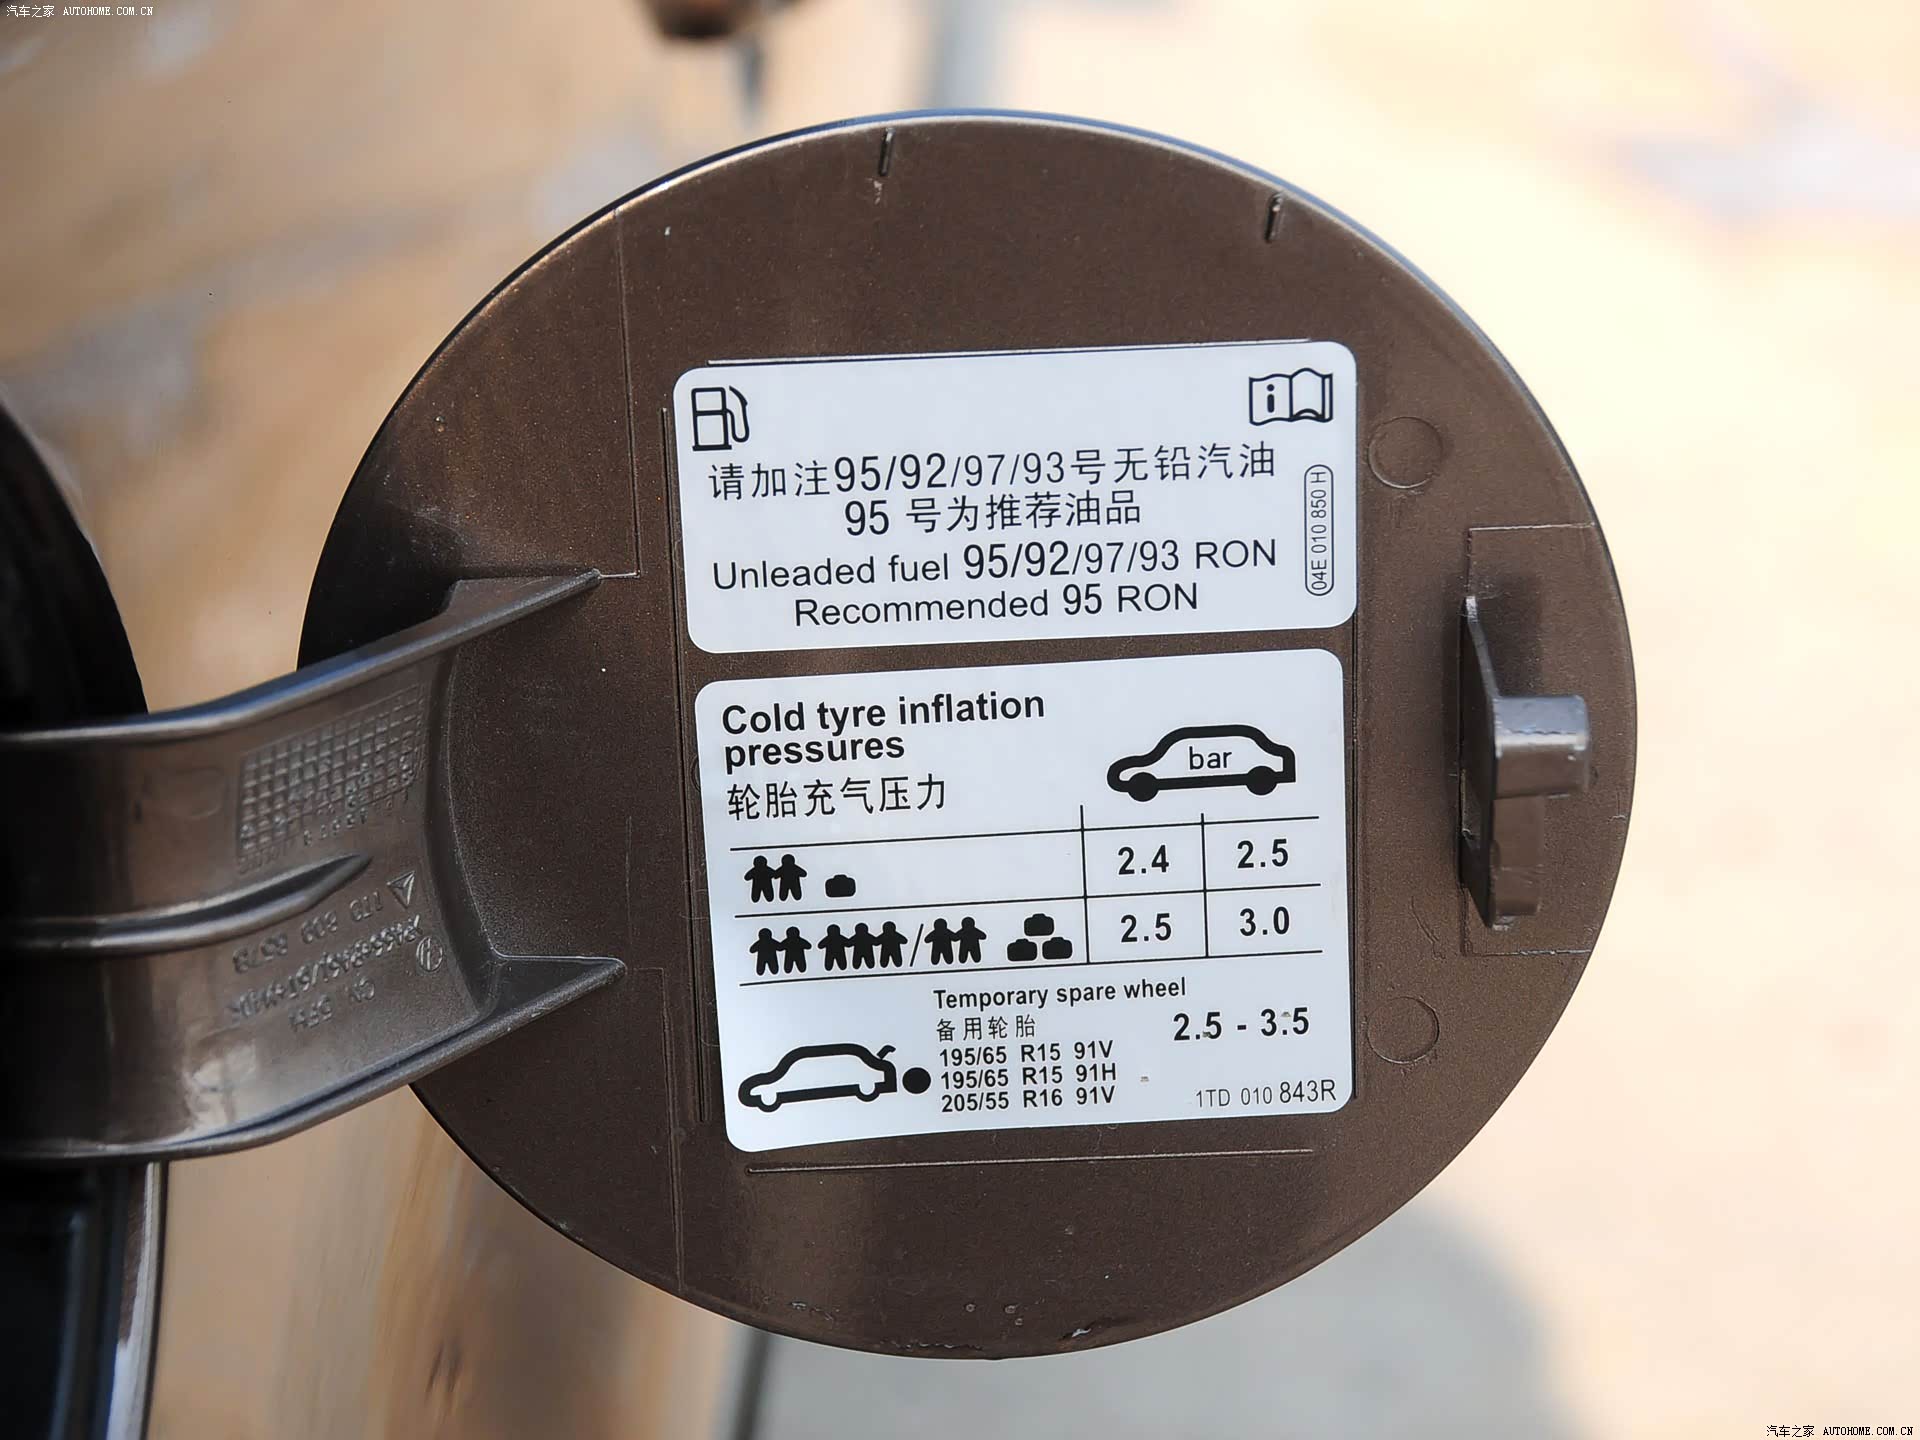 汽车之家 AUTOHOME.COM.CN
请加注95/92/97/93号无铅汽油
95 号为推荐油品
Unleaded fuel 95/92/97/93 RON
Recommended 95 RON
04E 010 850 H
Cold tyre inflation
pressures
轮胎充气压力
bar
2.4 2.5
2.5 3.0
Temporary spare wheel
备用轮胎
2.5 - 3.5
195/65 R15 91V
195/65 R15 91H
205/55 R16 91V
1TD 010 843R
汽车之家 AUTOHOME.COM.CN